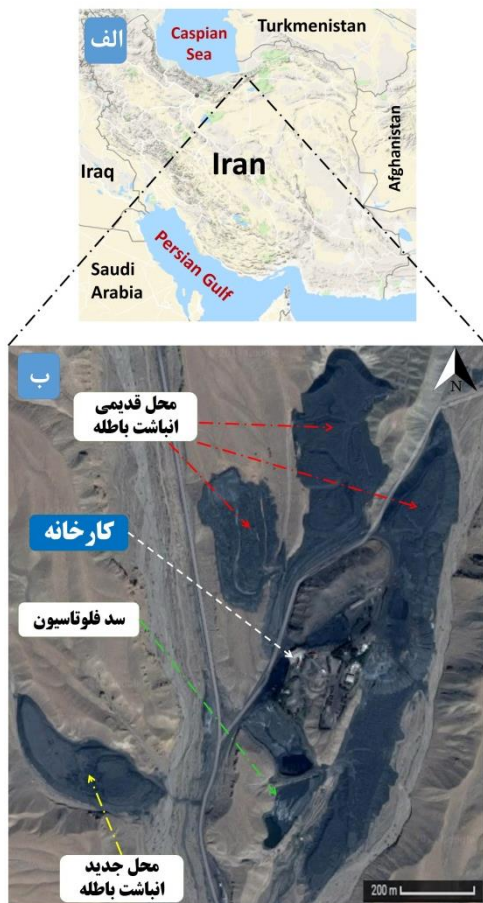 الف
Caspian
Sea
Turkmenistan
Iraq
Iran
Afghanistan
Persian Gulf
Saudi
Arabia
ب
N
محل قدیمی
انباشت باطله
کارخانه
سد فلوتاسیون
محل جدید
انباشت باطله
200 m